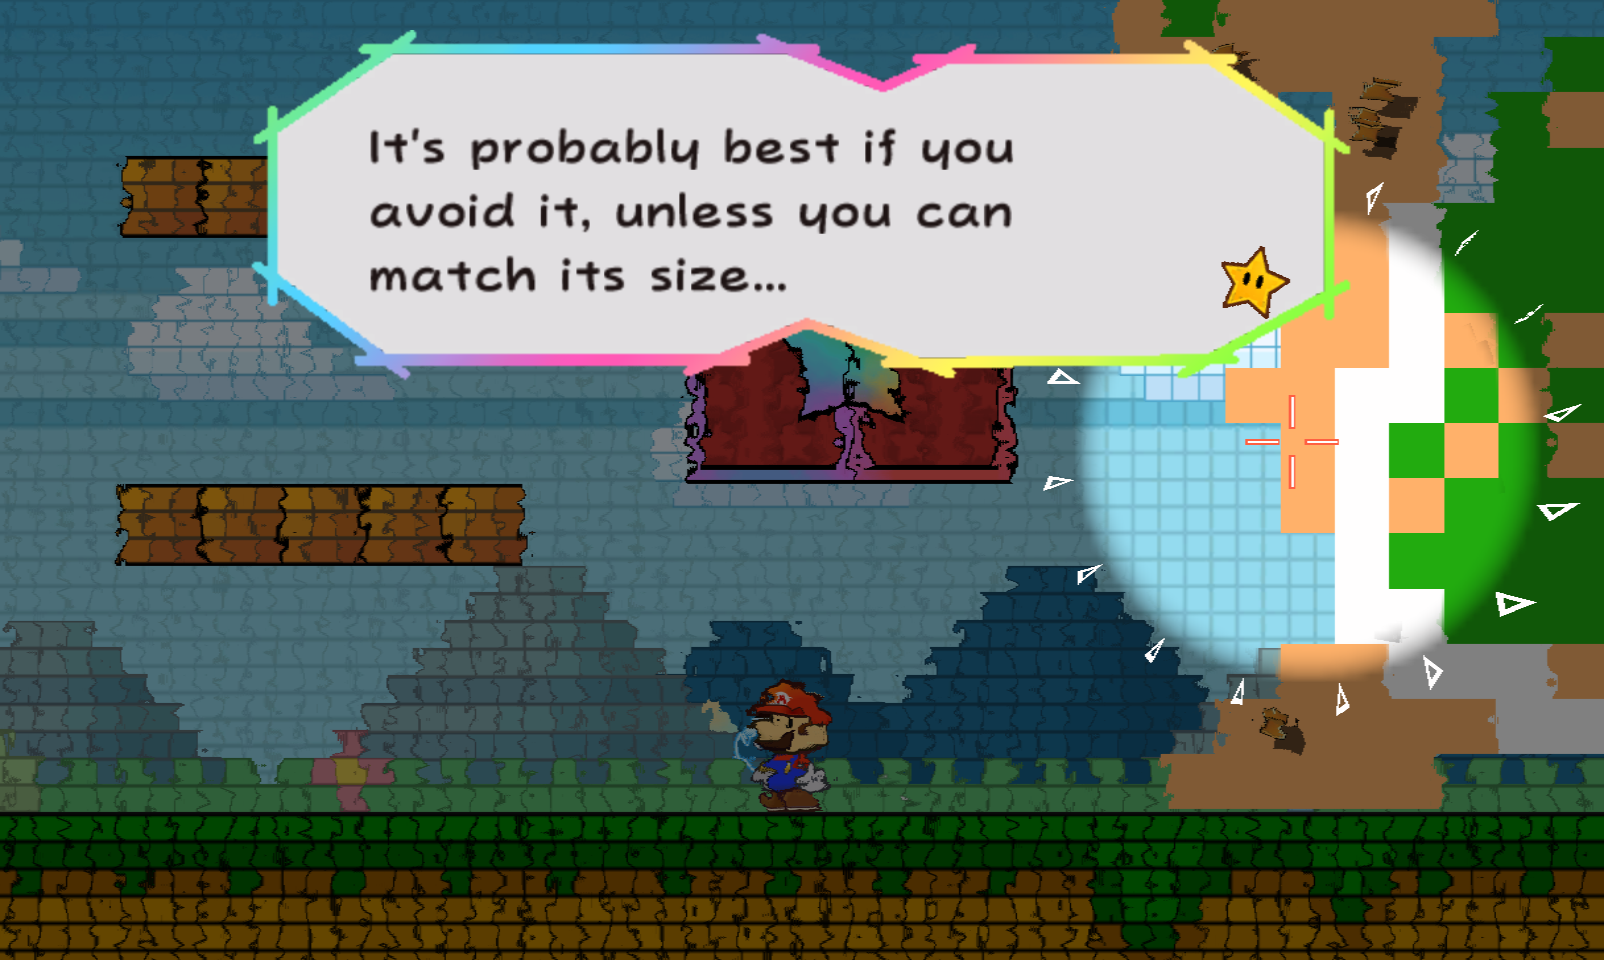 It's probably best if you
avoid it, unless you can
match its size...